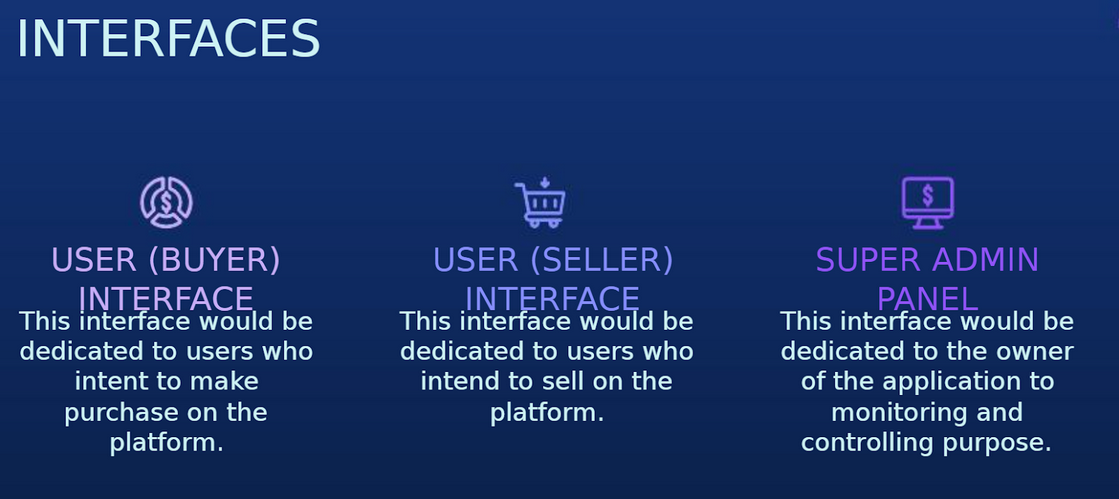 INTERFACES
USER (BUYER)
INTERFACE
This interface would be
dedicated to users who
intent to make
purchase on the
platform.
USER (SELLER)
INTERFACE
This interface would be
dedicated to users who
intend to sell on the
platform.
SUPER ADMIN
PANEL
This interface would be
dedicated to the owner
of the application to
monitoring and
controlling purpose.